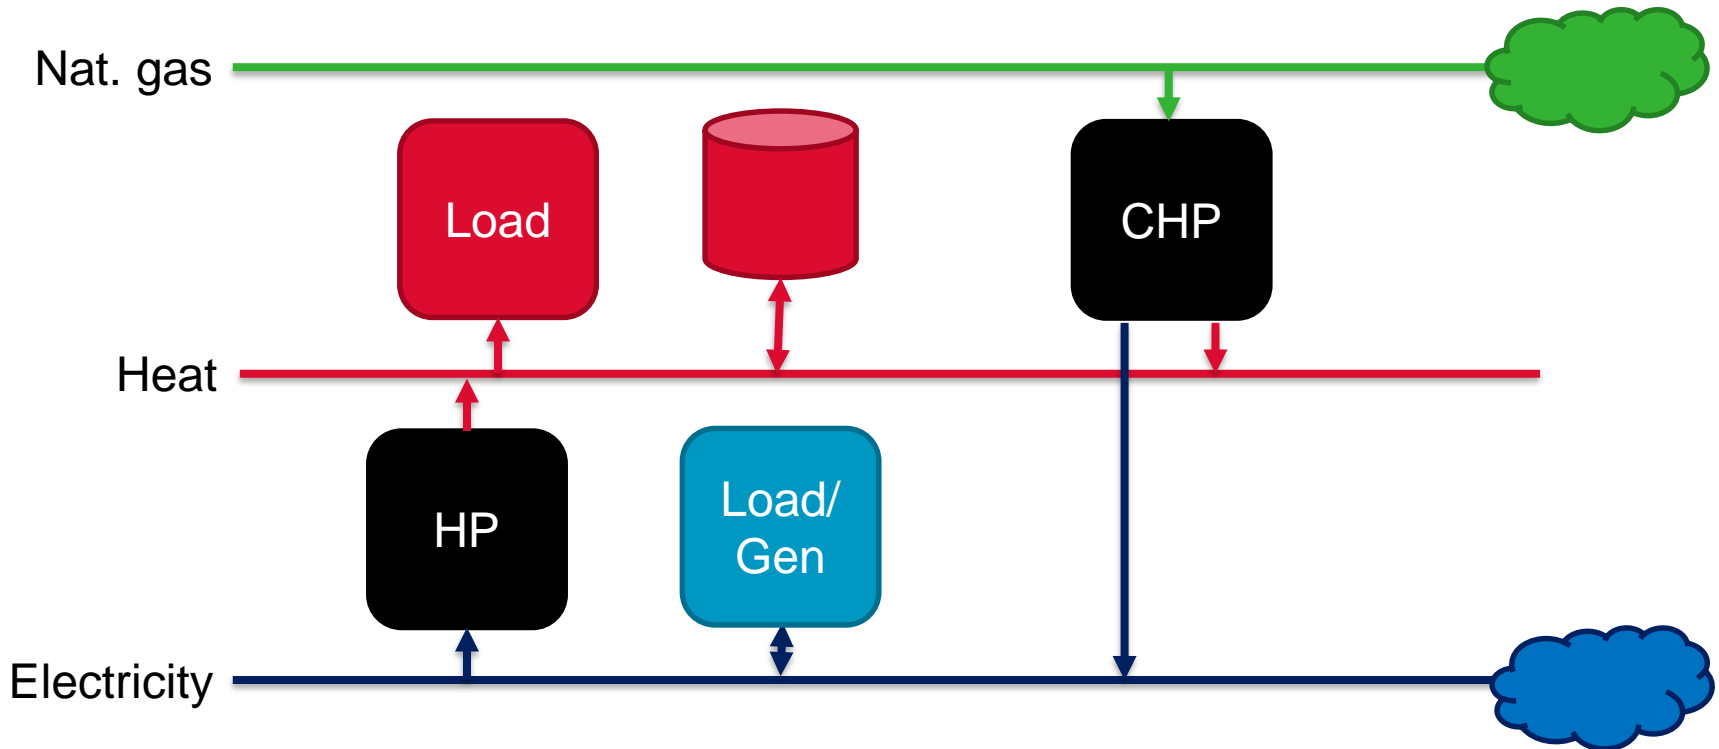 Nat. gas
Load
CHP
Heat
HP
Load/
Gen
Electricity